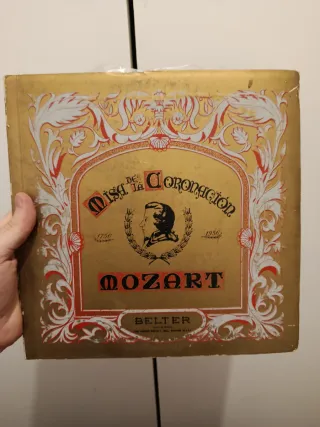 Misa DE LA Coronación
1756 1956
MOZART
BELTER